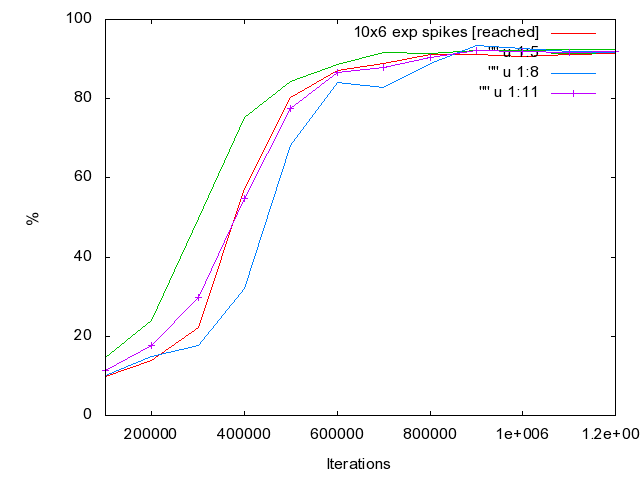 100
80
60
40
20
0
%
10x6 exp spikes [reached]
"" u 1:5
"" u 1:8
"" u 1:11
200000 400000 600000 800000 1e+006 1.2e+00
Iterations